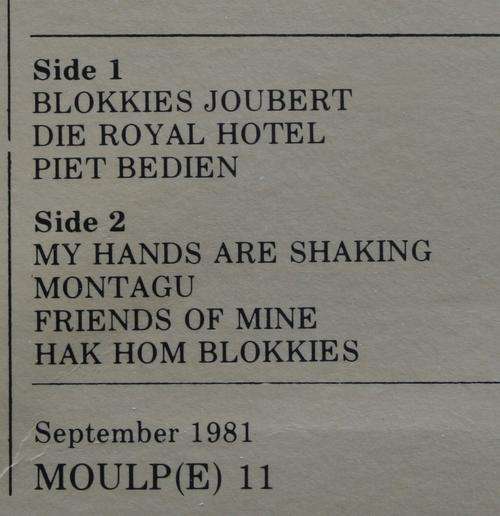 Side 1
BLOKKIES JOUBERT
DIE ROYAL HOTEL
PIET BEDIEN
Side 2
MY HANDS ARE SHAKING
MONTAGU
FRIENDS OF MINE
HAK HOM BLOKKIES
September 1981
MOULP(E) 11